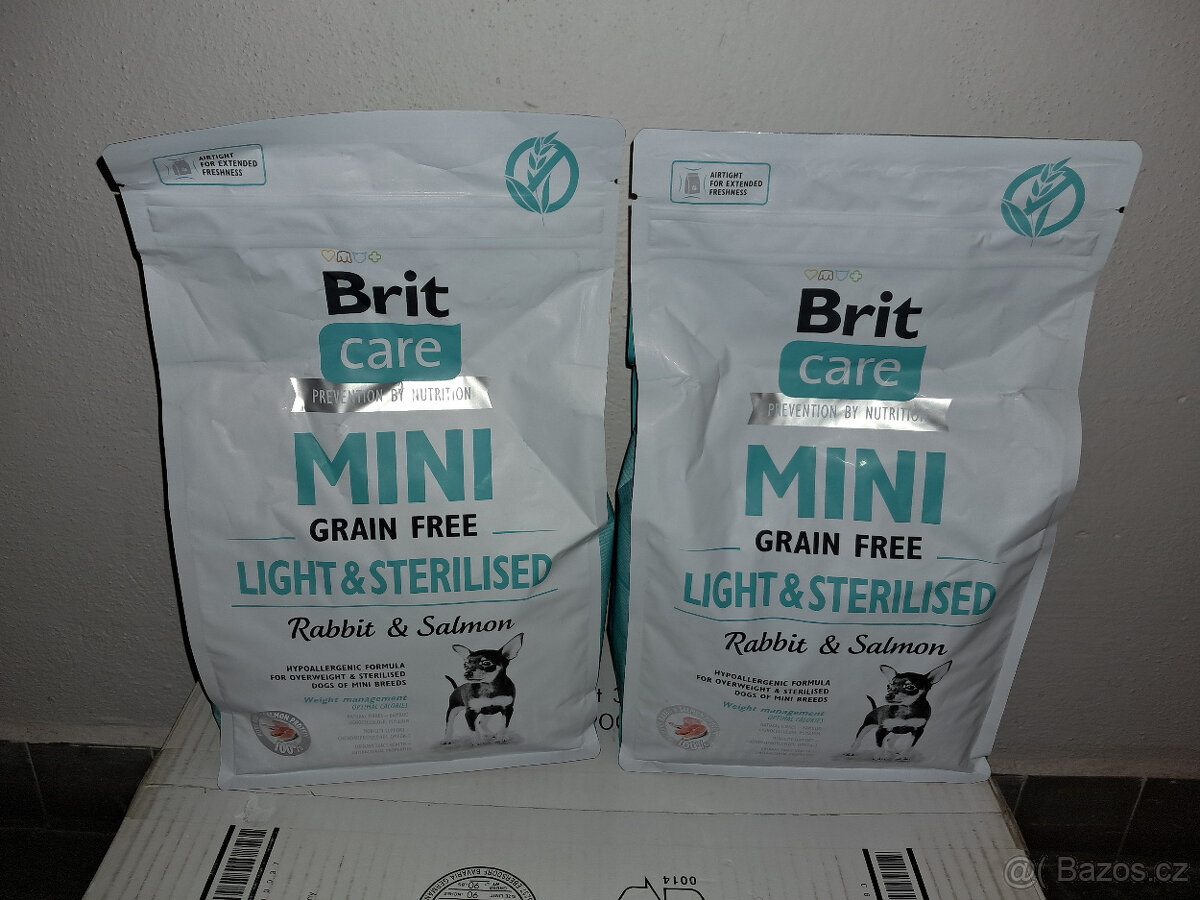 AIRTIGHT
FOR EXTENDED
FRESHNESS
Brit
care
PREVENTION BY NUTRITION
MINI
GRAIN FREE
LIGHT & STERILISED
Rabbit & Salmon
HYPOALLERGENIC FORMULA
FOR OVERWEIGHT & STERILISED
DOGS OF MINI BREEDS
Weight management
OPTIMAL CALORIES
100%
AIRTIGHT
FOR EXTENDED
FRESHNESS
Brit
care
PREVENTION BY NUTRITION
MINI
GRAIN FREE
LIGHT & STERILISED
Rabbit & Salmon
HYPOALLERGENIC FORMULA
FOR OVERWEIGHT & STERILISED
DOGS OF MINI BREEDS
Weight management
OPTIMAL CALORIES
100%
0014
Bazos.cz